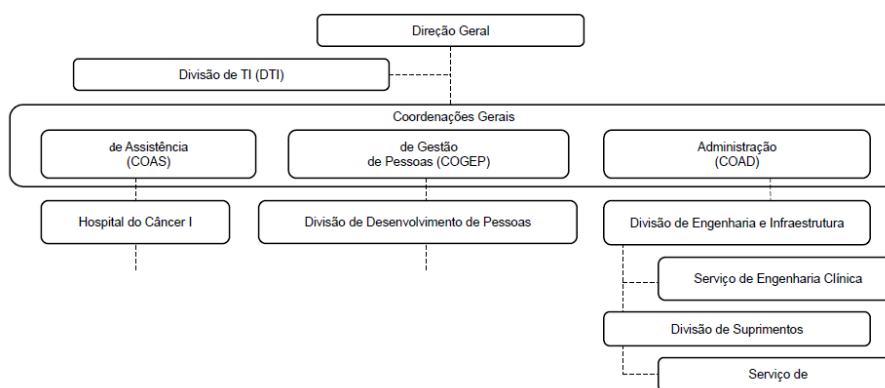 Direção Geral
Divisão de TI (DTI)
Coordenações Gerais
de Assistência
(COAS)
de Gestão
de Pessoas (COGEP)
Administração
(COAD)
Hospital do Câncer I
Divisão de Desenvolvimento de Pessoas
Divisão de Engenharia e Infraestrutura
Serviço de Engenharia Clínica
Divisão de Suprimentos
Serviço de